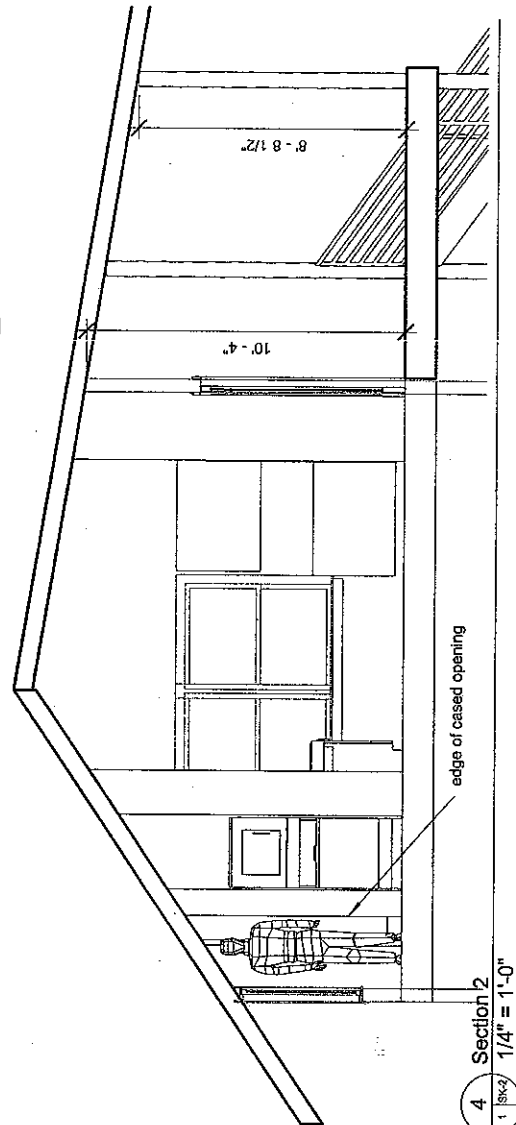 8' - 8 1/2"
10' - 4"
edge of cased opening
4
Section 2
1
SK-2
1/4" = 1'-0"